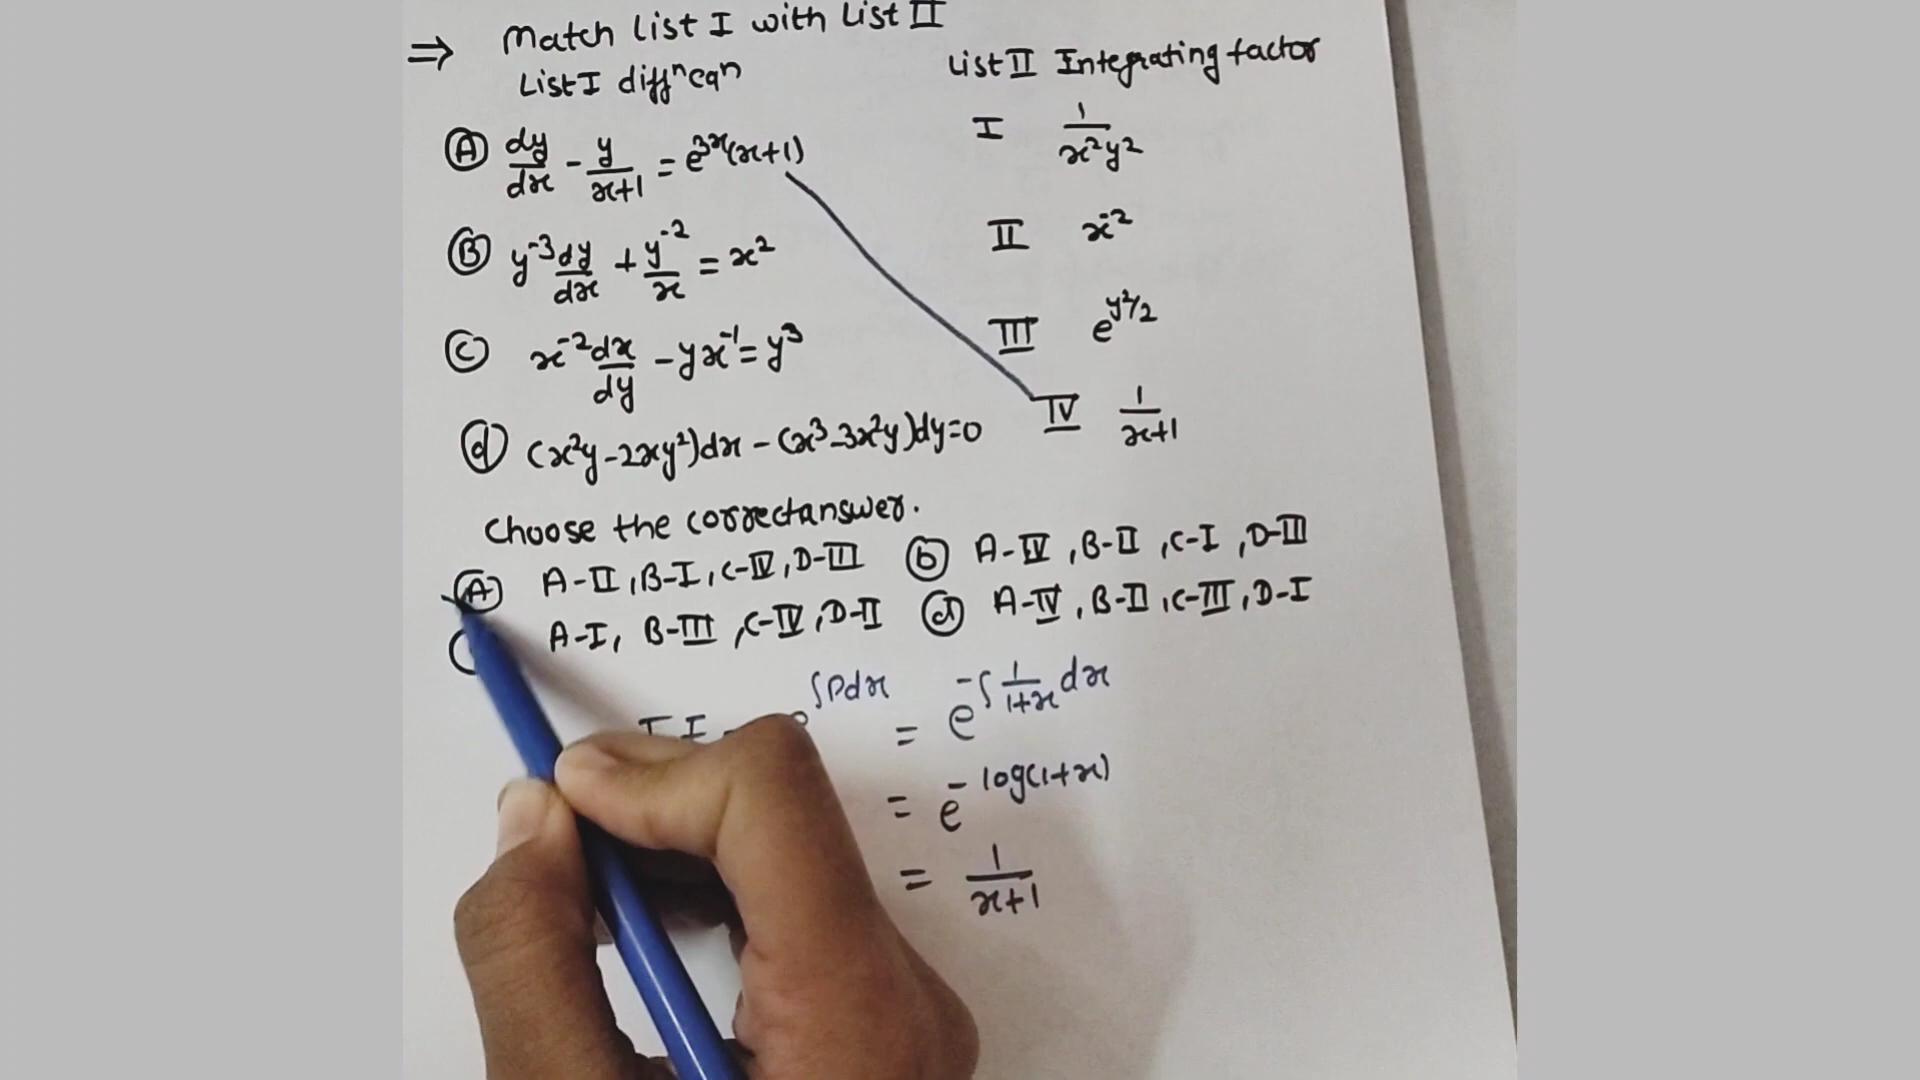 ⇒ Match List I with List II
List I diffⁿ eqⁿ
List II Integrating factor
Ⓐ dy/dx - y/x+1 = e^3x(x+1)
I 1/x²y²
Ⓑ y⁻³ dy/dx + y⁻²/x = x²
II x⁻²
Ⓒ x⁻² dx/dy - yx⁻¹ = y³
III e^y²/2
ⓓ (x²y - 2xy²)dx - (x³ - 3x²y)dy = 0
IV 1/x+1
Choose the correct answer.
Ⓐ A-II, B-I, C-IV, D-III ⓑ A-IV, B-II, C-I, D-III
A-I, B-III, C-IV, D-II ⓓ A-IV, B-II, C-III, D-I
∫Pdx = e^-∫ 1/1+x dx
= e^-log(1+x)
= 1/x+1